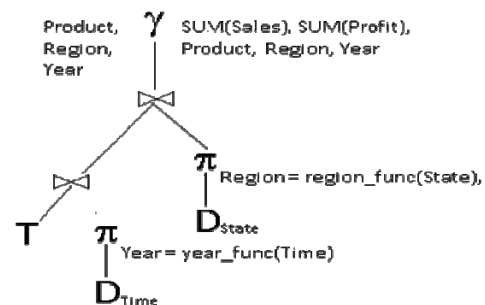 Product,
Region,
Year
γ
SUM(Sales), SUM(Profit),
Product, Region, Year
π
Region= region_func(State),
DState
T
π
Year= year_func(Time)
DTime